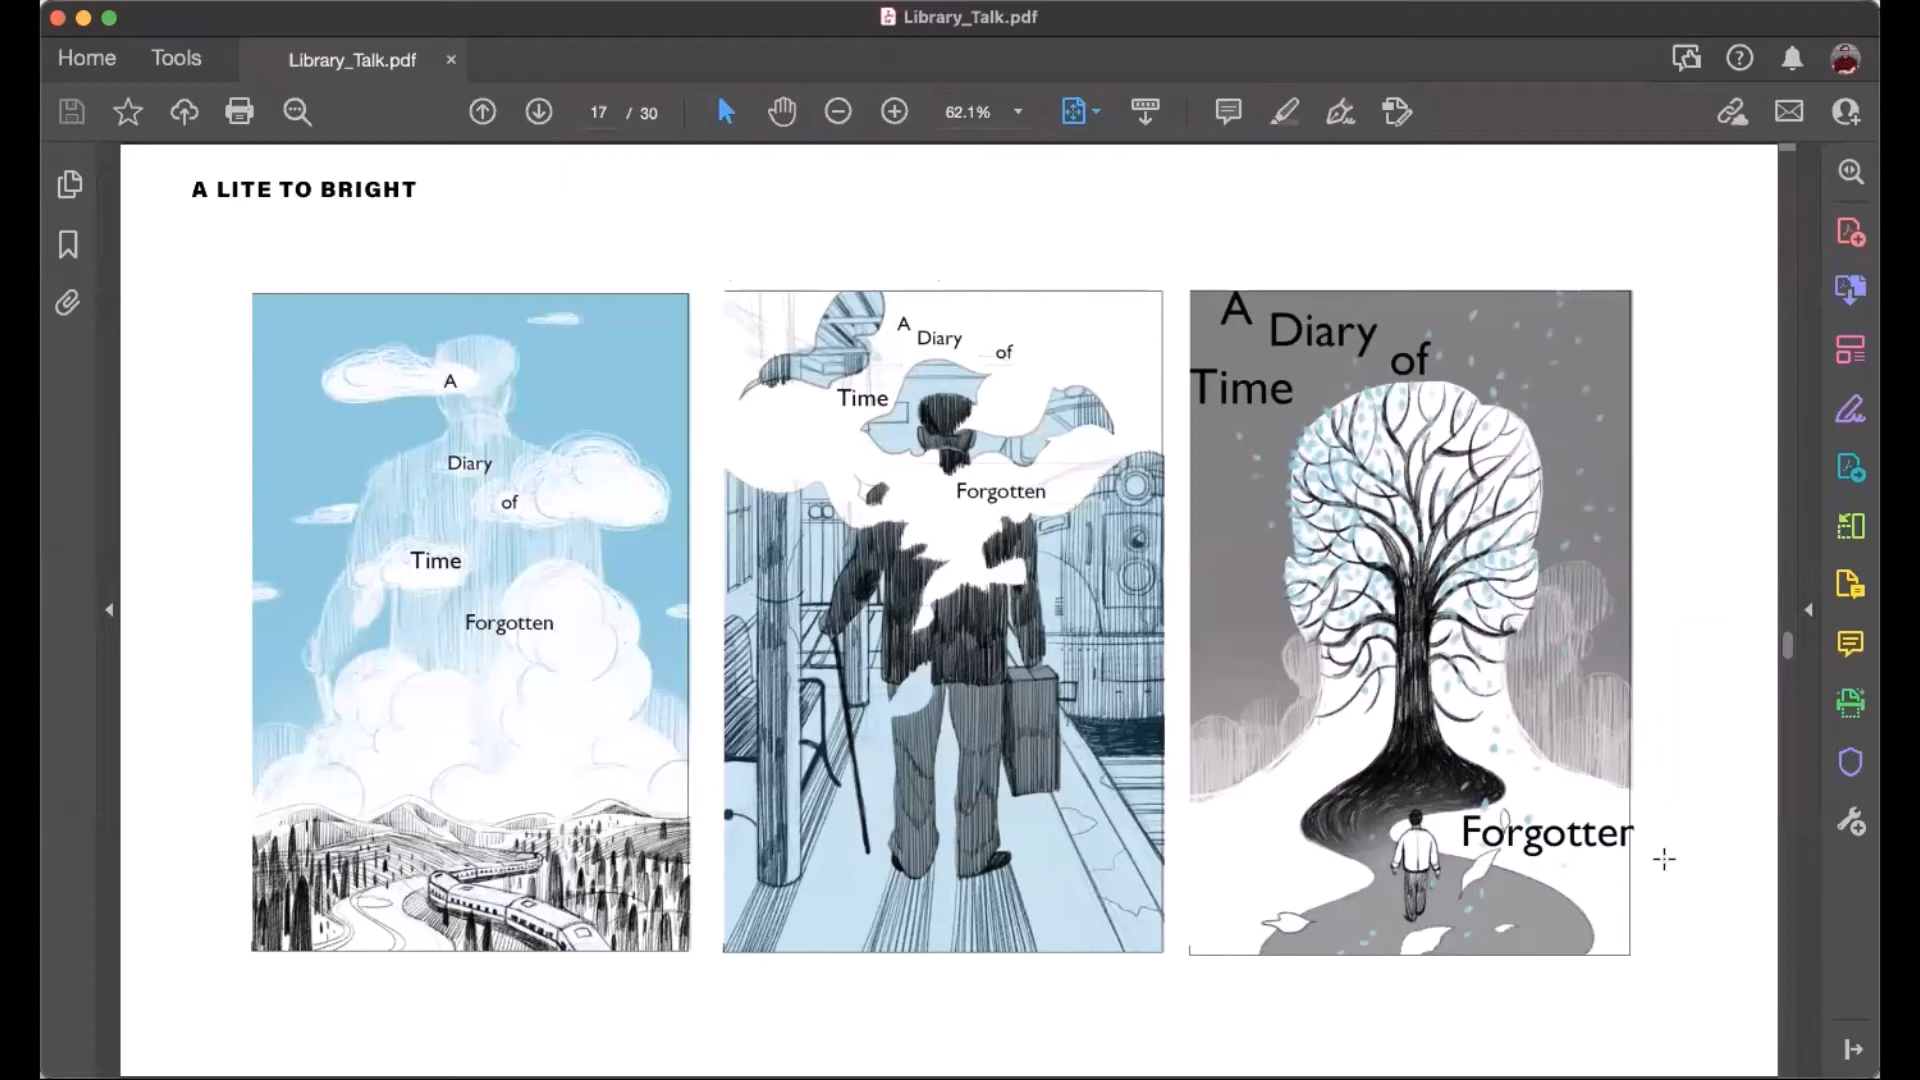 Library_Talk.pdf
Home
Tools
Library_Talk.pdf
17 / 30
62.1%
A LITE TO BRIGHT
A
Diary
of
Time
Forgotten
A
Diary
of
Time
Forgotten
A
Diary
of
Time
Forgotter